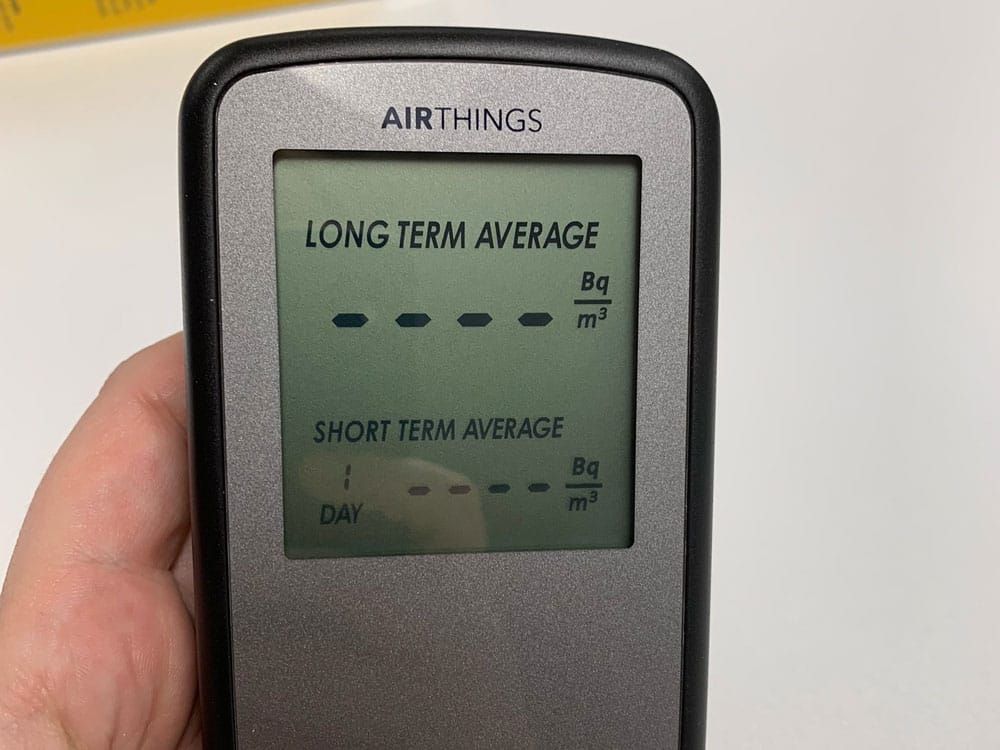 AIRTHINGS
LONG TERM AVERAGE
---- Bq/m³
SHORT TERM AVERAGE
1 ---- Bq/m³
DAY